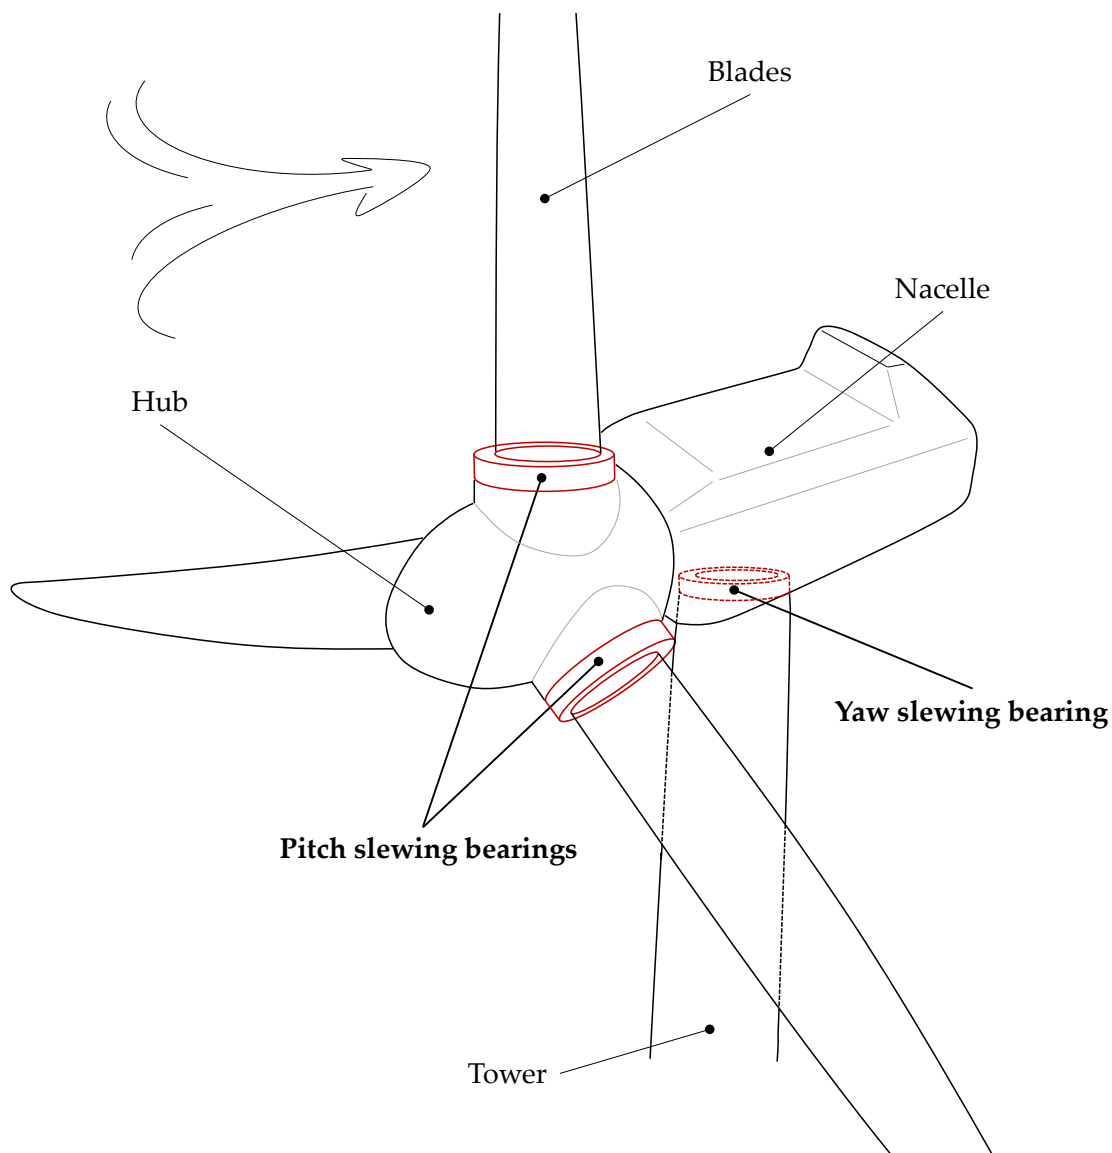 Blades
Nacelle
Hub
Yaw slewing bearing
Pitch slewing bearings
Tower